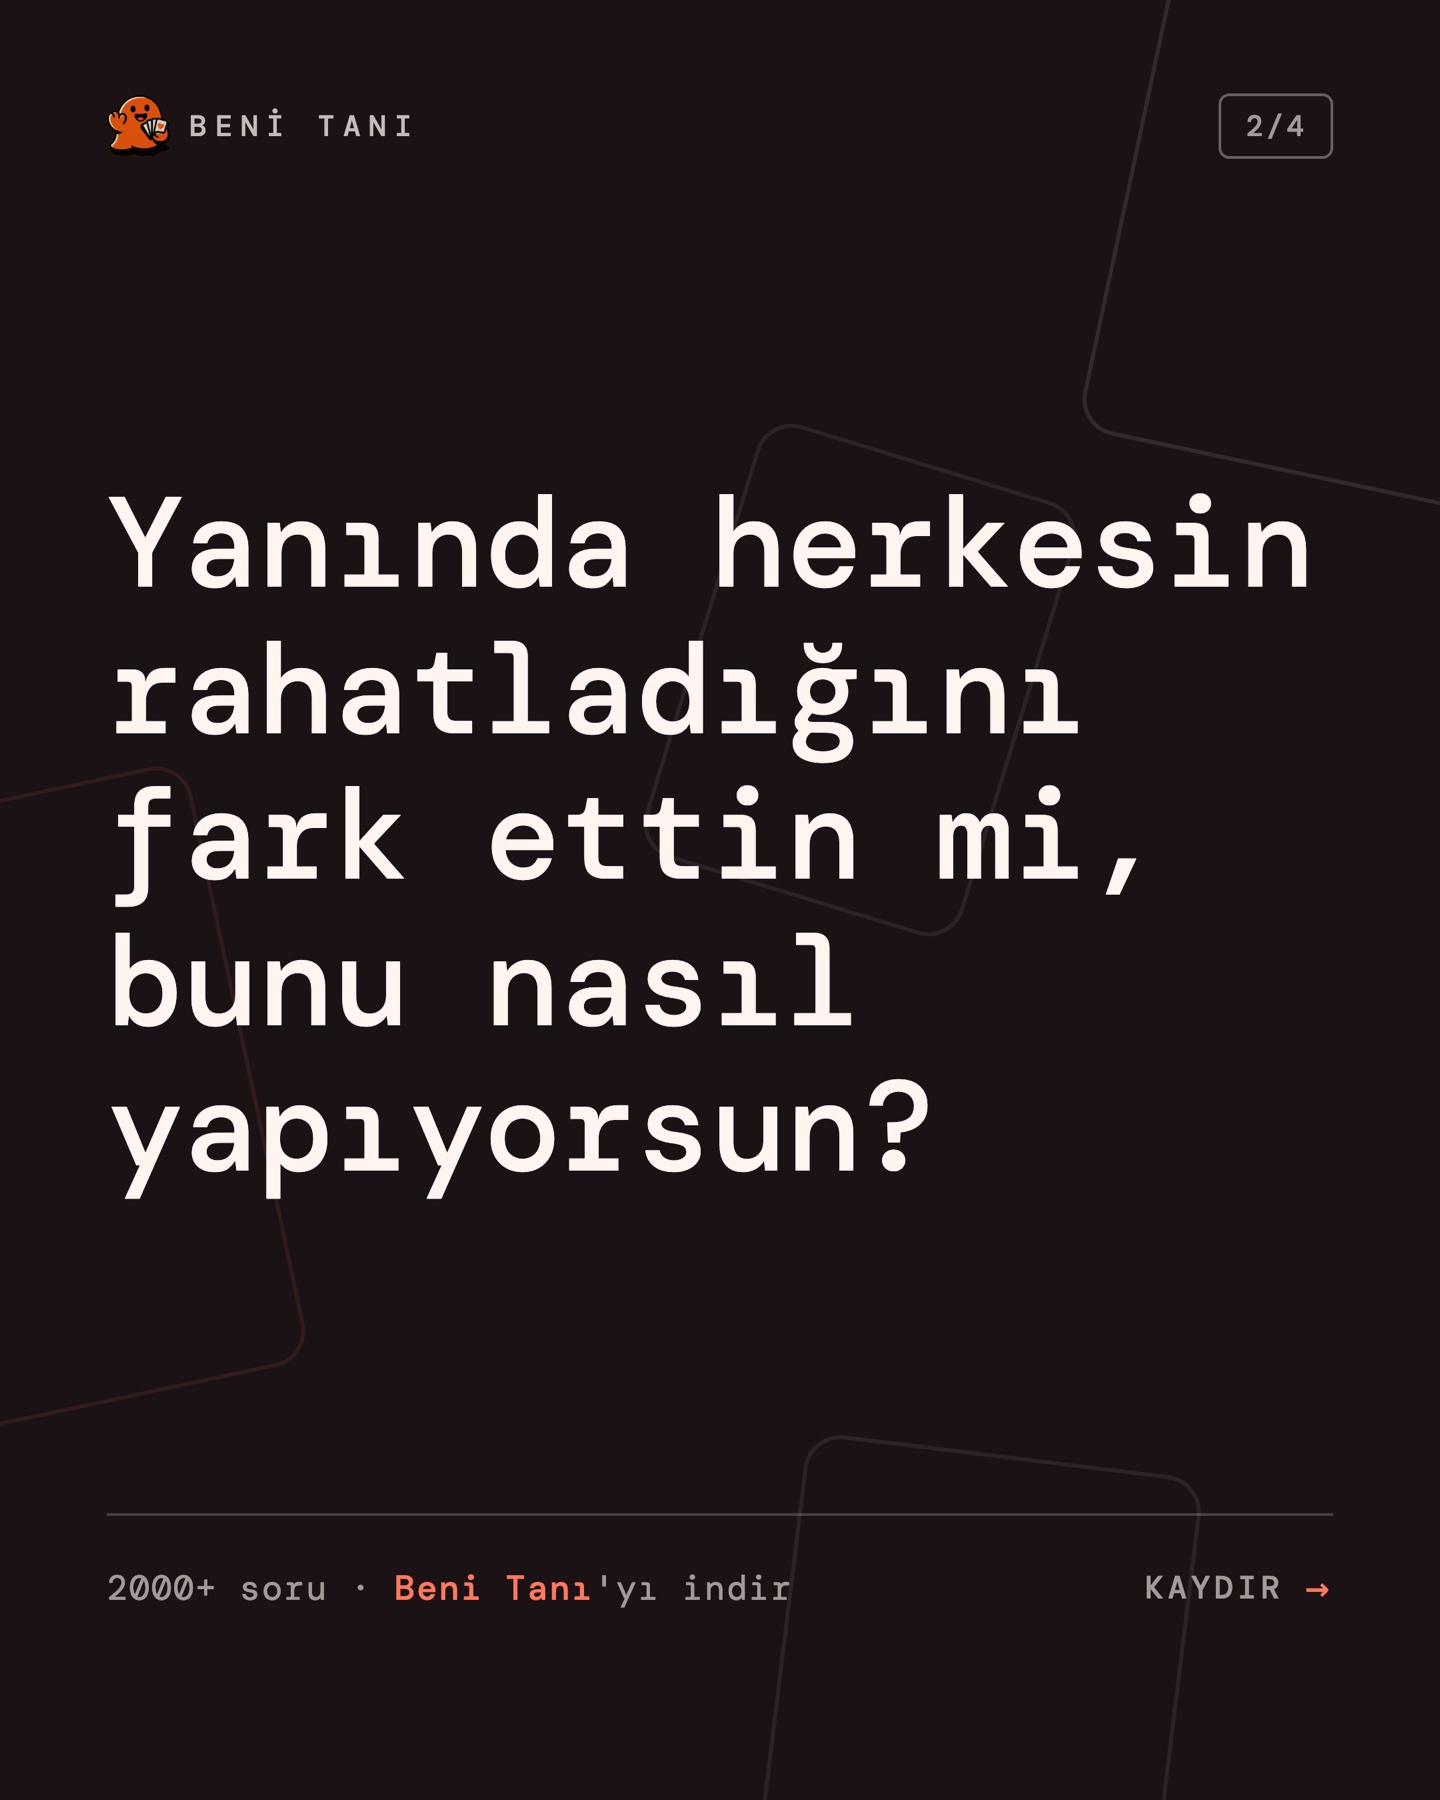 BENİ TANI
2/4
Yanında herkesin
rahatladığını
fark ettin mi,
bunu nasıl
yapıyorsun?
2000+ soru · Beni Tanı'yı indir
KAYDIR →